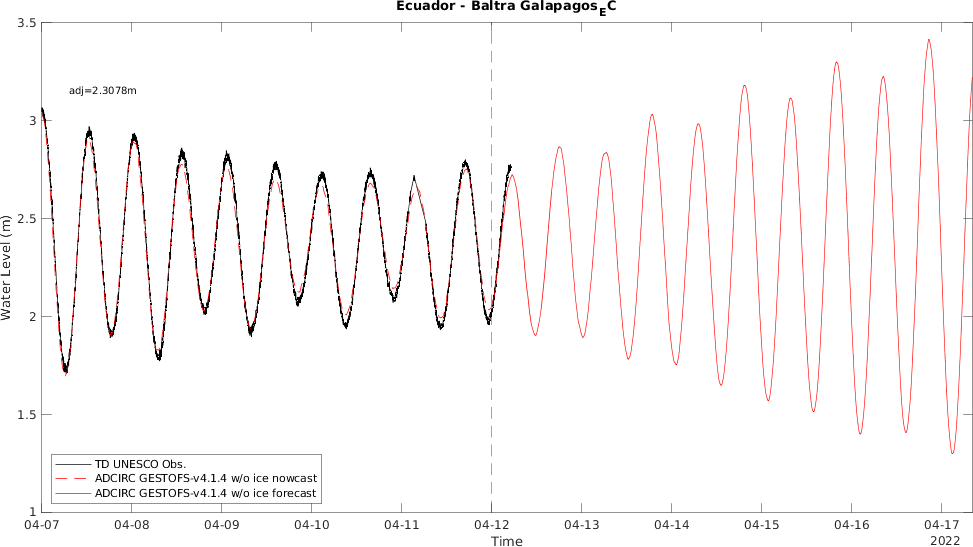 Ecuador - Baltra Galapagos_EC
adj=2.3078m
3.5
3
2.5
2
1.5
1
Water Level (m)
TD UNESCO Obs.
ADCIRC GESTOFS-v4.1.4 w/o ice nowcast
ADCIRC GESTOFS-v4.1.4 w/o ice forecast
04-07 04-08 04-09 04-10 04-11 04-12 04-13 04-14 04-15 04-16 04-17
Time
2022